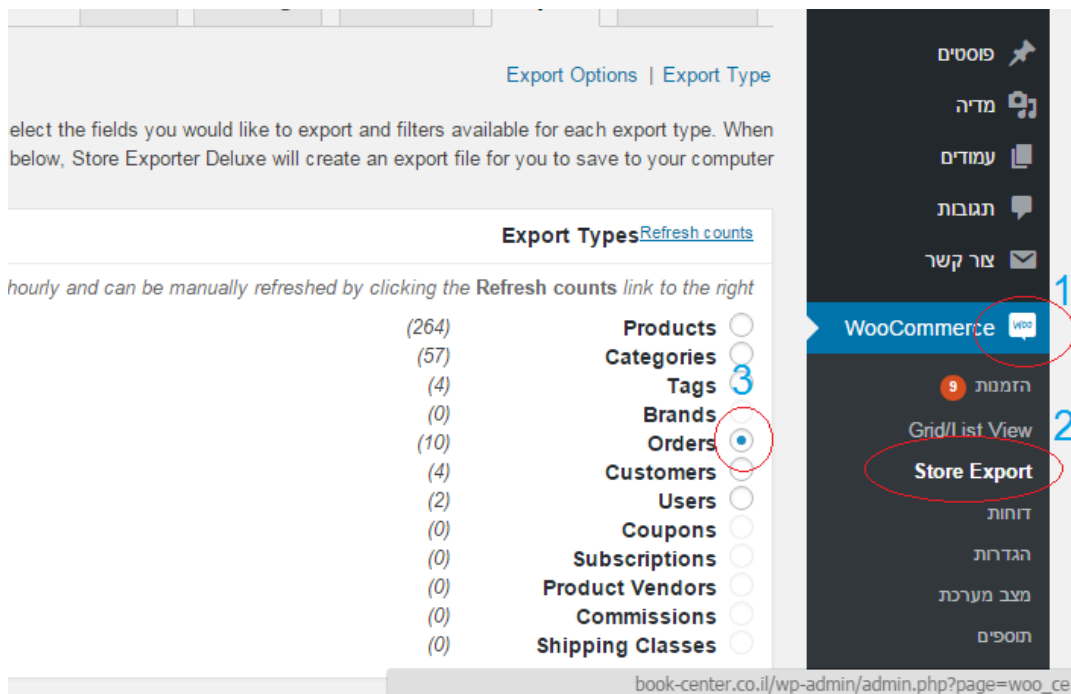 Export Options | Export Type
elect the fields you would like to export and filters available for each export type. When
below, Store Exporter Deluxe will create an export file for you to save to your computer
Export Types Refresh counts
hourly and can be manually refreshed by clicking the Refresh counts link to the right
Products (264)
Categories (57)
Tags (4)
3
Brands (0)
Orders (10)
Customers (4)
Users (2)
Coupons (0)
Subscriptions (0)
Product Vendors (0)
Commissions (0)
Shipping Classes (0)
פוסטים
מדיה
עמודים
תגובות
צור קשר
1
WooCommerce Woo
הזמנות 9
2
Grid/List View
Store Export
דוחות
הגדרות
מצב מערכת
תוספים
book-center.co.il/wp-admin/admin.php?page=woo_ce